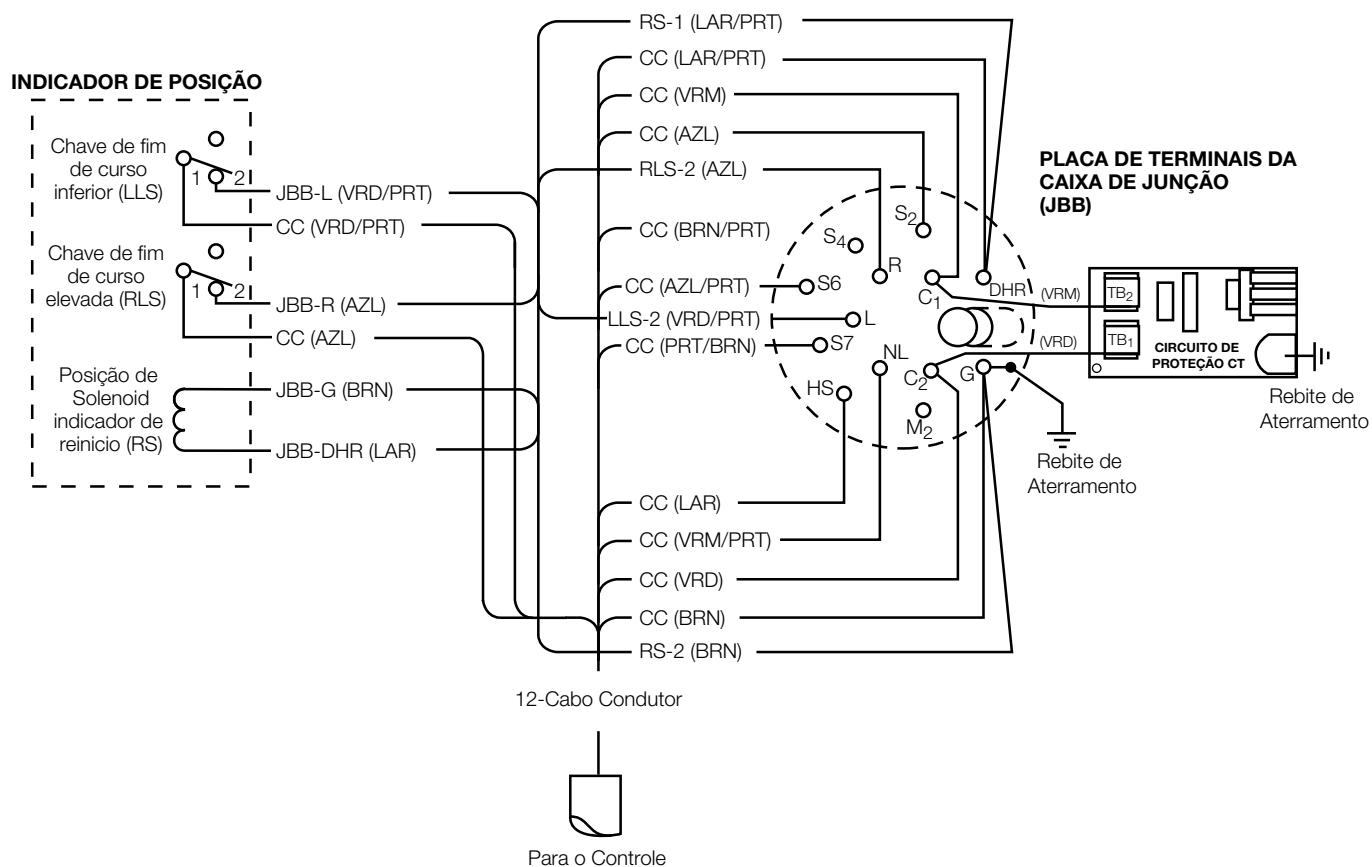 INDICADOR DE POSIÇÃO
Chave de fim
de curso
inferior (LLS)
1
2
JBB-L (VRD/PRT)
CC (VRD/PRT)
Chave de fim
de curso
elevada (RLS)
1
2
JBB-R (AZL)
CC (AZL)
Posição de
Solenoid
indicador de
reinicio (RS)
JBB-G (BRN)
JBB-DHR (LAR)
RS-1 (LAR/PRT)
CC (LAR/PRT)
CC (VRM)
CC (AZL)
RLS-2 (AZL)
CC (BRN/PRT)
CC (AZL/PRT)
LLS-2 (VRD/PRT)
CC (PRT/BRN)
CC (LAR)
CC (VRM/PRT)
CC (VRD)
CC (BRN)
RS-2 (BRN)
12-Cabo Condutor
Para o Controle
PLACA DE TERMINAIS DA
CAIXA DE JUNÇÃO
(JBB)
S2
S4
R
S6
C1
DHR
L
S7
NL
C2
G
HS
M2
(VRM)
(VRD)
TB2
TB1
CIRCUITO DE
PROTEÇÃO CT
Rebite de
Aterramento
Rebite de
Aterramento